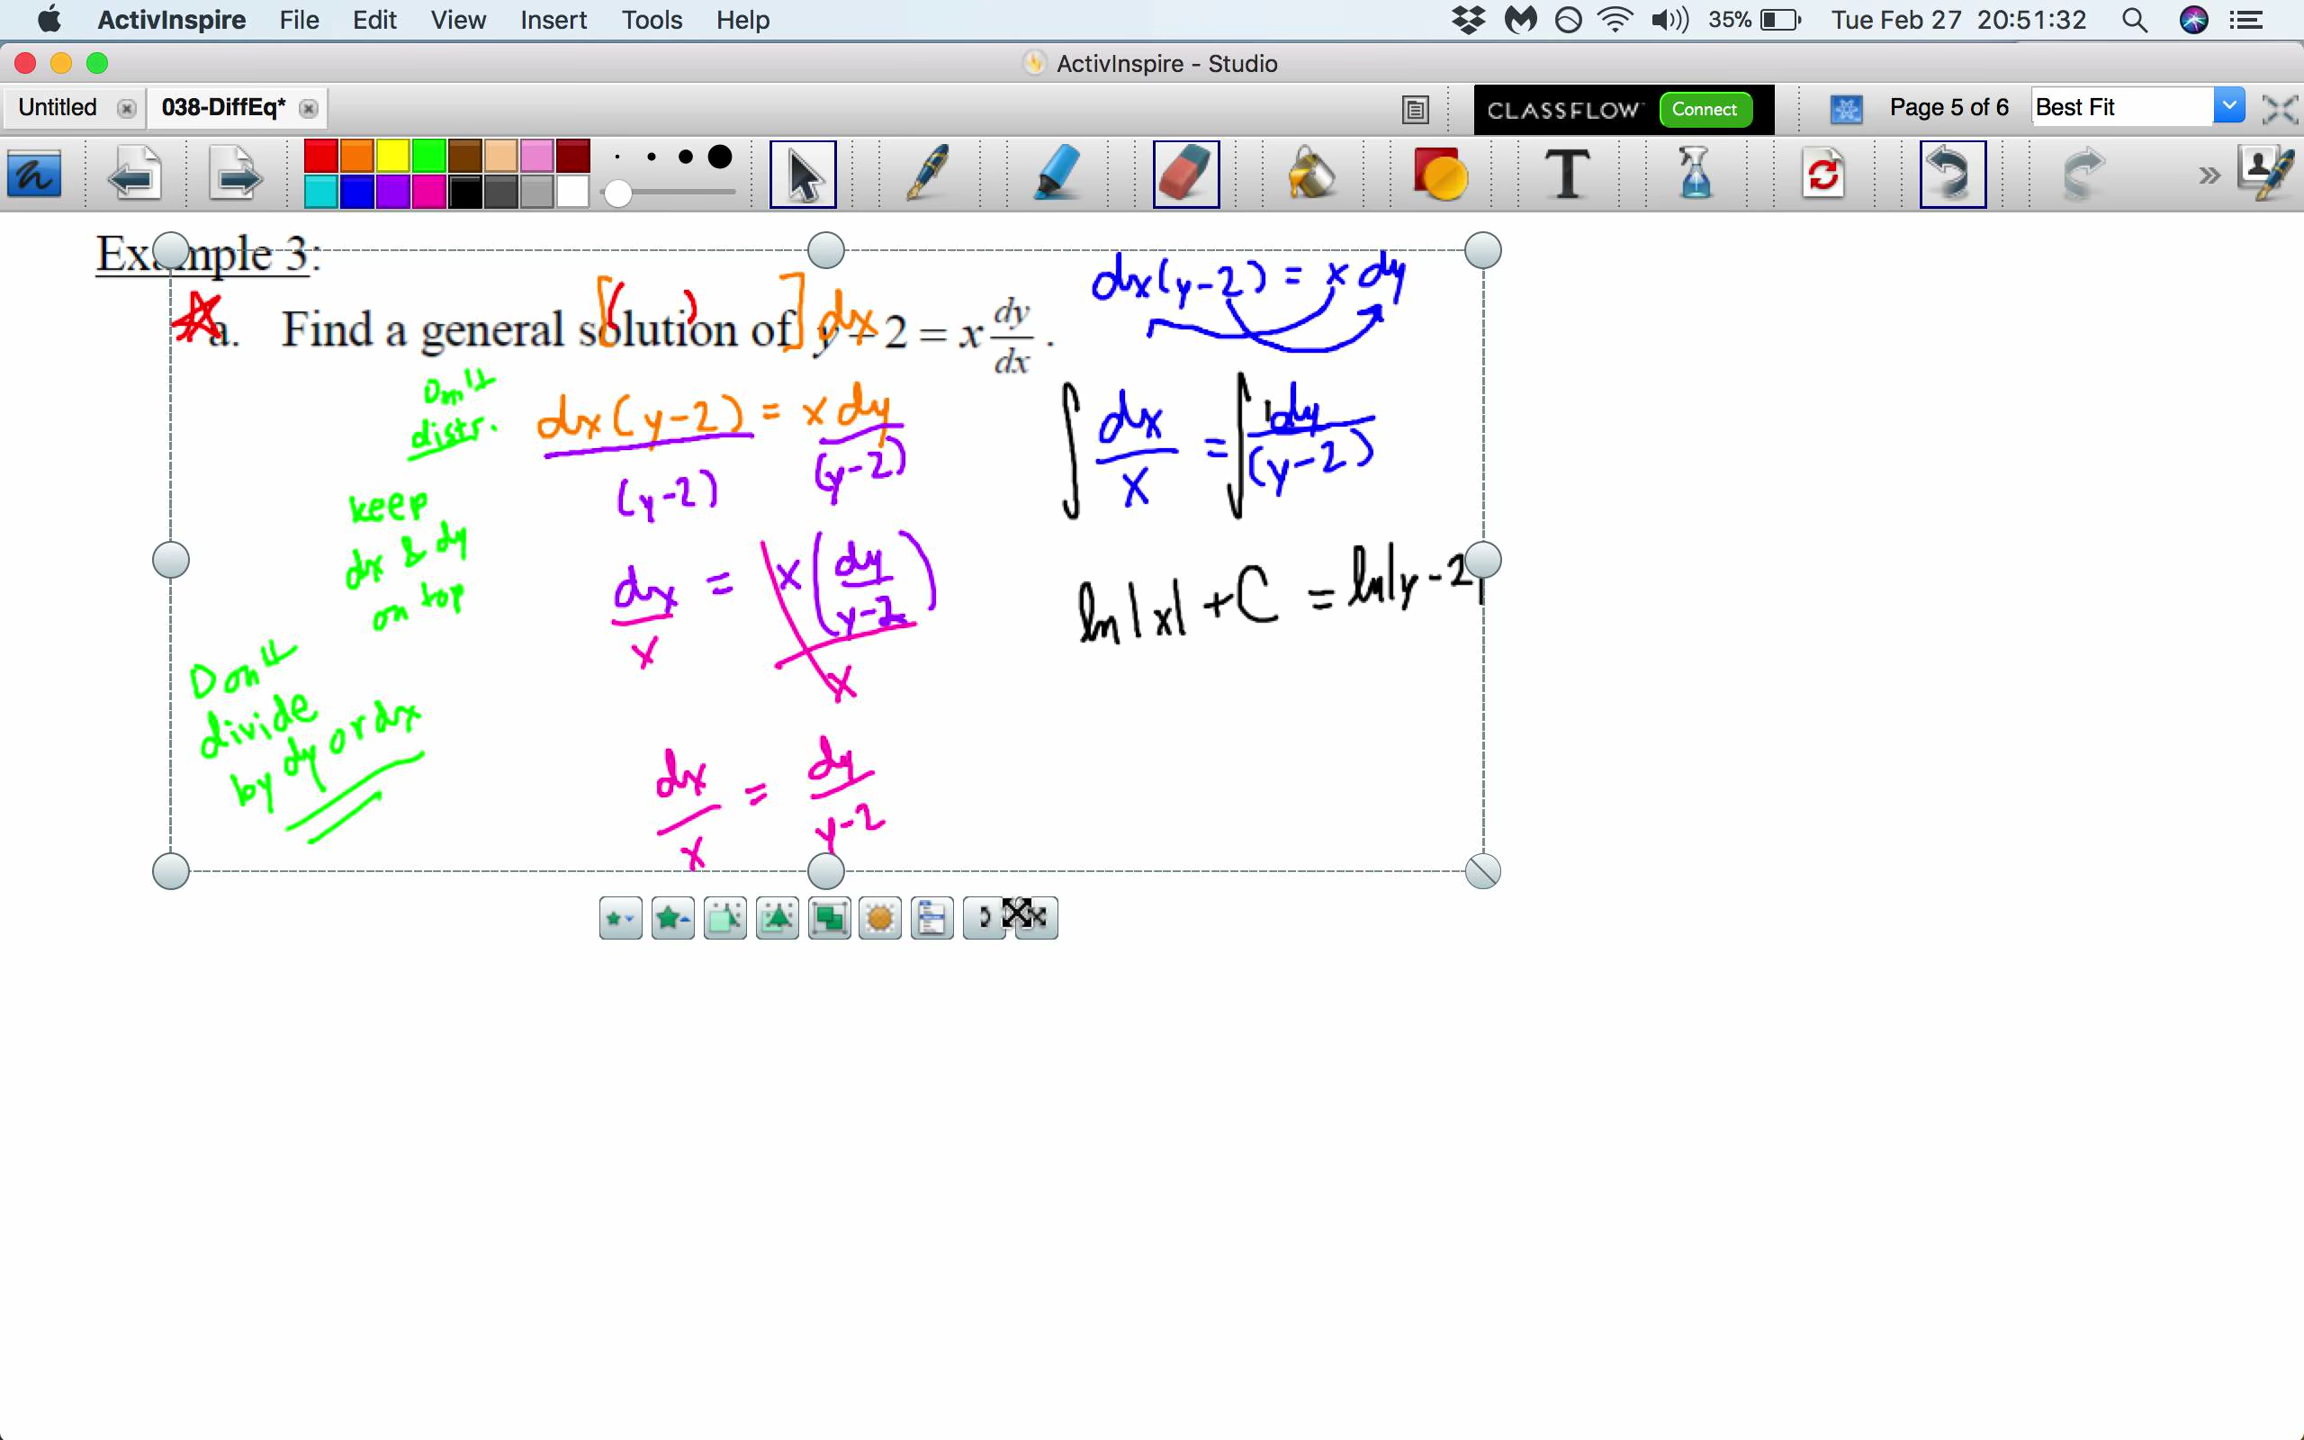 ActivInspire File Edit View Insert Tools Help 35% Tue Feb 27 20:51:32
ActivInspire - Studio
Untitled 038-DiffEq* CLASSFLOW Connect Page 5 of 6 Best Fit
T
Example 3:
a. Find a general solution of y - 2 = x dy/dx .
[( )] dx
dx(y-2) = x dy
Don't
distr.
dx(y-2)/(y-2) = x dy/(y-2)
keep
dx & dy
on top
dx/x = x(dy/y-2)/x
Don't
divide
by dy or dx
dx/x = dy/y-2
∫ dx/x = ∫ 1dy/(y-2)
ln|x| + C = ln|y-2|